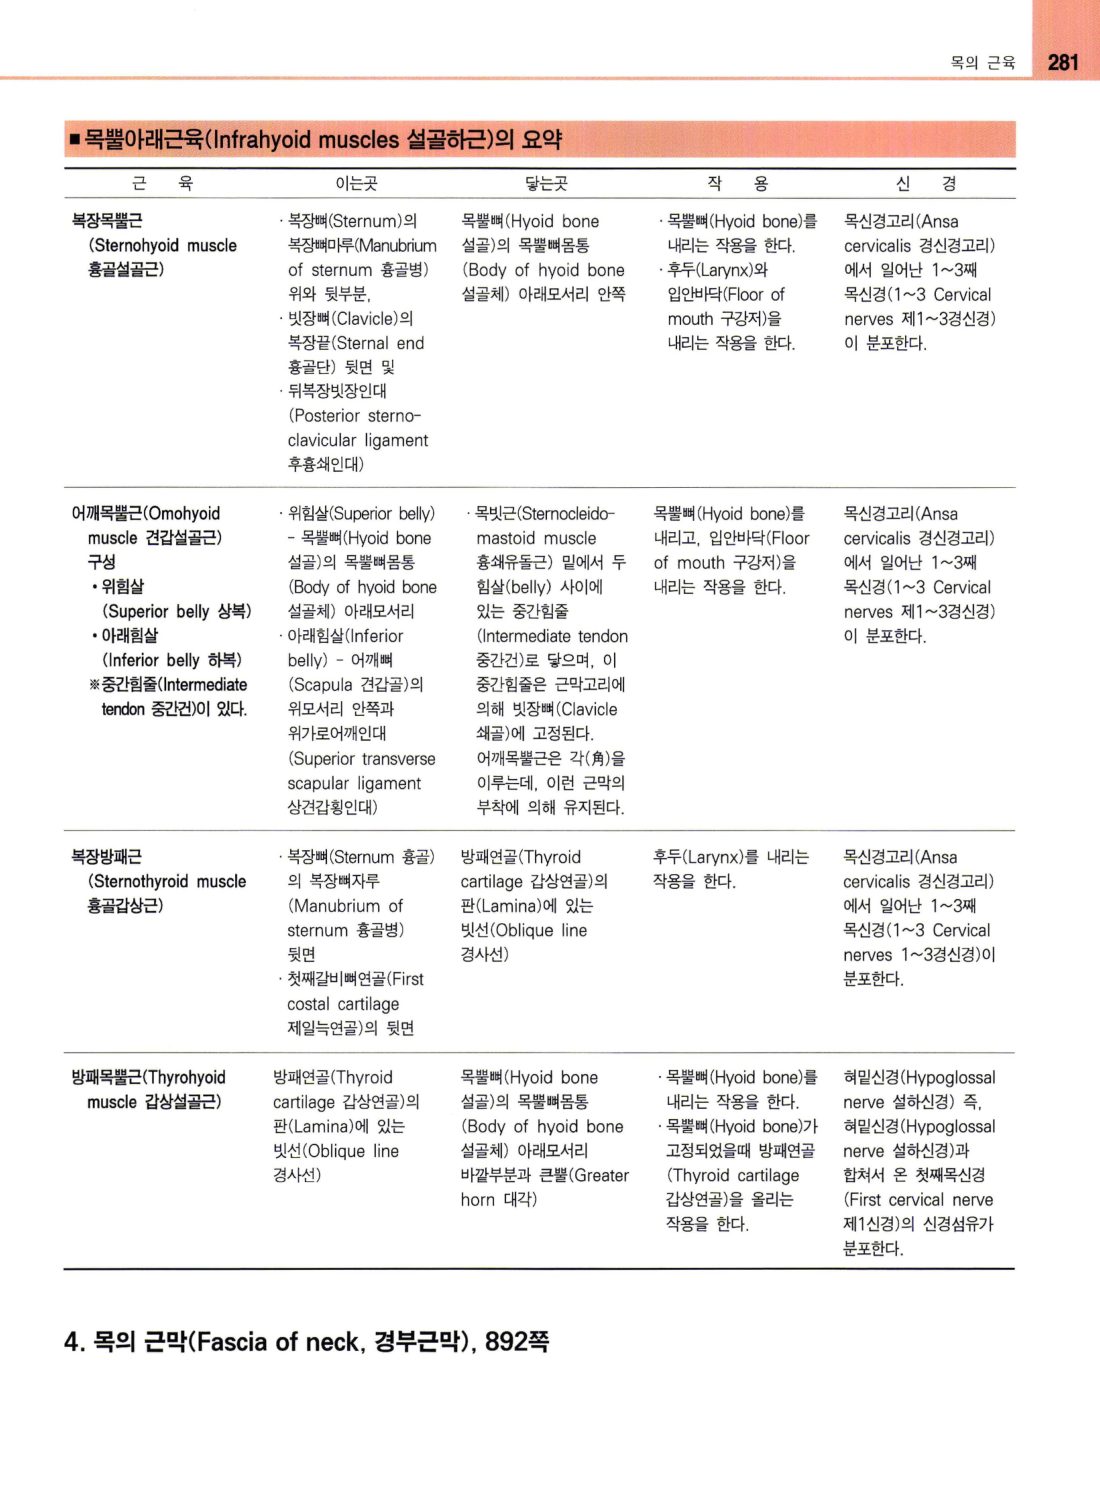 목의 근육 281
■ 목뿔아래근육(Infrahyoid muscles 설골하근)의 요약
근 육 이는곳 닿는곳 작 용 신 경
복장목뿔근
(Sternohyoid muscle
흉골설골근)
· 복장뼈(Sternum)의
복장뼈마루(Manubrium
of sternum 흉골병)
위와 뒷부분,
· 빗장뼈(Clavicle)의
복장끝(Sternal end
흉골단) 뒷면 및
· 뒤복장빗장인대
(Posterior sterno-
clavicular ligament
후흉쇄인대)
목뿔뼈(Hyoid bone
설골)의 목뿔뼈몸통
(Body of hyoid bone
설골체) 아래모서리 안쪽
· 목뿔뼈(Hyoid bone)를
내리는 작용을 한다.
· 후두(Larynx)와
입안바닥(Floor of
mouth 구강저)을
내리는 작용을 한다.
목신경고리(Ansa
cervicalis 경신경고리)
에서 일어난 1~3째
목신경(1~3 Cervical
nerves 제1~3경신경)
이 분포한다.
어깨목뿔근(Omohyoid
muscle 견갑설골근)
구성
• 위힘살
(Superior belly 상복)
• 아래힘살
(Inferior belly 하복)
※중간힘줄(Intermediate
tendon 중간건)이 있다.
· 위힘살(Superior belly)
- 목뿔뼈(Hyoid bone
설골)의 목뿔뼈몸통
(Body of hyoid bone
설골체) 아래모서리
· 아래힘살(Inferior
belly) - 어깨뼈
(Scapula 견갑골)의
위모서리 안쪽과
위가로어깨인대
(Superior transverse
scapular ligament
상견갑횡인대)
· 목빗근(Sternocleido-
mastoid muscle
흉쇄유돌근) 밑에서 두
힘살(belly) 사이에
있는 중간힘줄
(Intermediate tendon
중간건)로 닿으며, 이
중간힘줄은 근막고리에
의해 빗장뼈(Clavicle
쇄골)에 고정된다.
어깨목뿔근은 각(角)을
이루는데, 이런 근막의
부착에 의해 유지된다.
목뿔뼈(Hyoid bone)를
내리고, 입안바닥(Floor
of mouth 구강저)을
내리는 작용을 한다.
목신경고리(Ansa
cervicalis 경신경고리)
에서 일어난 1~3째
목신경(1~3 Cervical
nerves 제1~3경신경)
이 분포한다.
복장방패근
(Sternothyroid muscle
흉골갑상근)
· 복장뼈(Sternum 흉골)
의 복장뼈자루
(Manubrium of
sternum 흉골병)
뒷면
· 첫째갈비뼈연골(First
costal cartilage
제일늑연골)의 뒷면
방패연골(Thyroid
cartilage 갑상연골)의
판(Lamina)에 있는
빗선(Oblique line
경사선)
후두(Larynx)를 내리는
작용을 한다.
목신경고리(Ansa
cervicalis 경신경고리)
에서 일어난 1~3째
목신경(1~3 Cervical
nerves 1~3경신경)이
분포한다.
방패목뿔근(Thyrohyoid
muscle 갑상설골근)
방패연골(Thyroid
cartilage 갑상연골)의
판(Lamina)에 있는
빗선(Oblique line
경사선)
목뿔뼈(Hyoid bone
설골)의 목뿔뼈몸통
(Body of hyoid bone
설골체) 아래모서리
바깥부분과 큰뿔(Greater
horn 대각)
· 목뿔뼈(Hyoid bone)를
내리는 작용을 한다.
· 목뿔뼈(Hyoid bone)가
고정되었을때 방패연골
(Thyroid cartilage
갑상연골)을 올리는
작용을 한다.
혀밑신경(Hypoglossal
nerve 설하신경) 즉,
혀밑신경(Hypoglossal
nerve 설하신경)과
합쳐서 온 첫째목신경
(First cervical nerve
제1신경)의 신경섬유가
분포한다.
4. 목의 근막(Fascia of neck, 경부근막), 892쪽